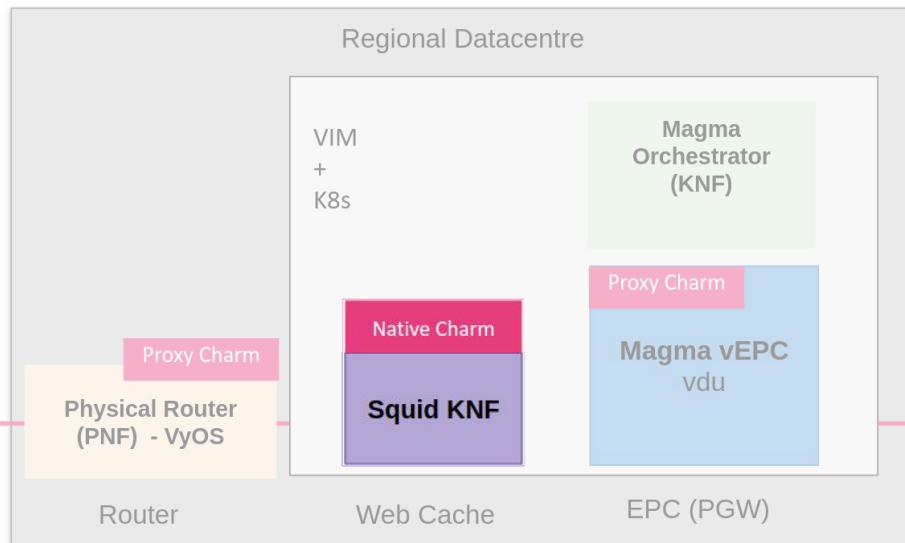 Regional Datacentre
VIM
+
K8s
Magma
Orchestrator
(KNF)
Proxy Charm
Magma vEPC
vdu
Native Charm
Squid KNF
Proxy Charm
Physical Router
(PNF) - VyOS
Router
Web Cache
EPC (PGW)